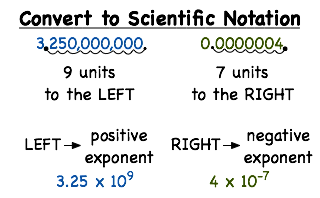 Convert to Scientific Notation
3.250,000,000.
0.0000004.
9 units
to the LEFT
7 units
to the RIGHT
LEFT → positive
exponent
3.25 x 10⁹
RIGHT → negative
exponent
4 x 10⁻⁷